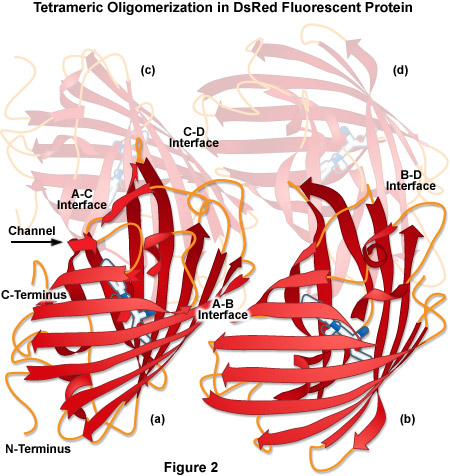 Tetrameric Oligomerization in DsRed Fluorescent Protein
(c)
(d)
C-D
Interface
B-D
Interface
A-C
Interface
Channel
C-Terminus
A-B
Interface
(a)
(b)
N-Terminus
Figure 2